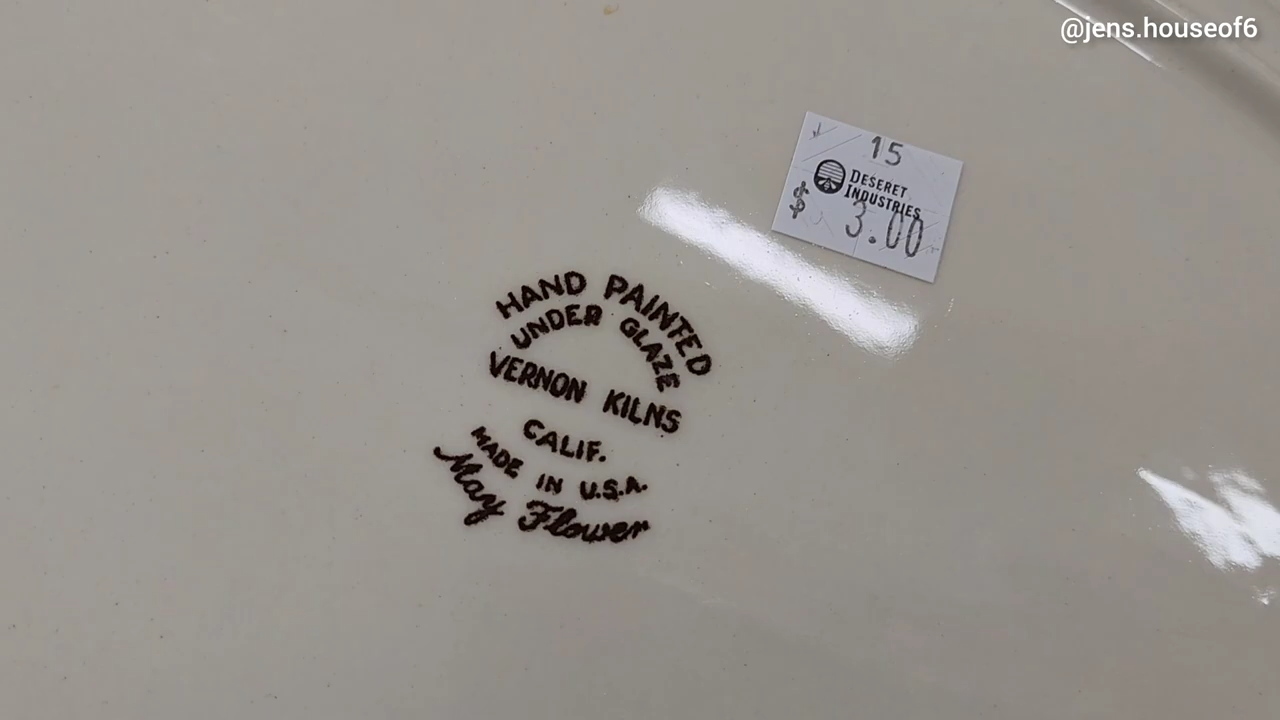 @jens.houseof6
15
DESERET
INDUSTRIES
$ 3.00
HAND PAINTED
UNDER GLAZE
VERNON KILNS
CALIF.
MADE IN U.S.A.
May Flower